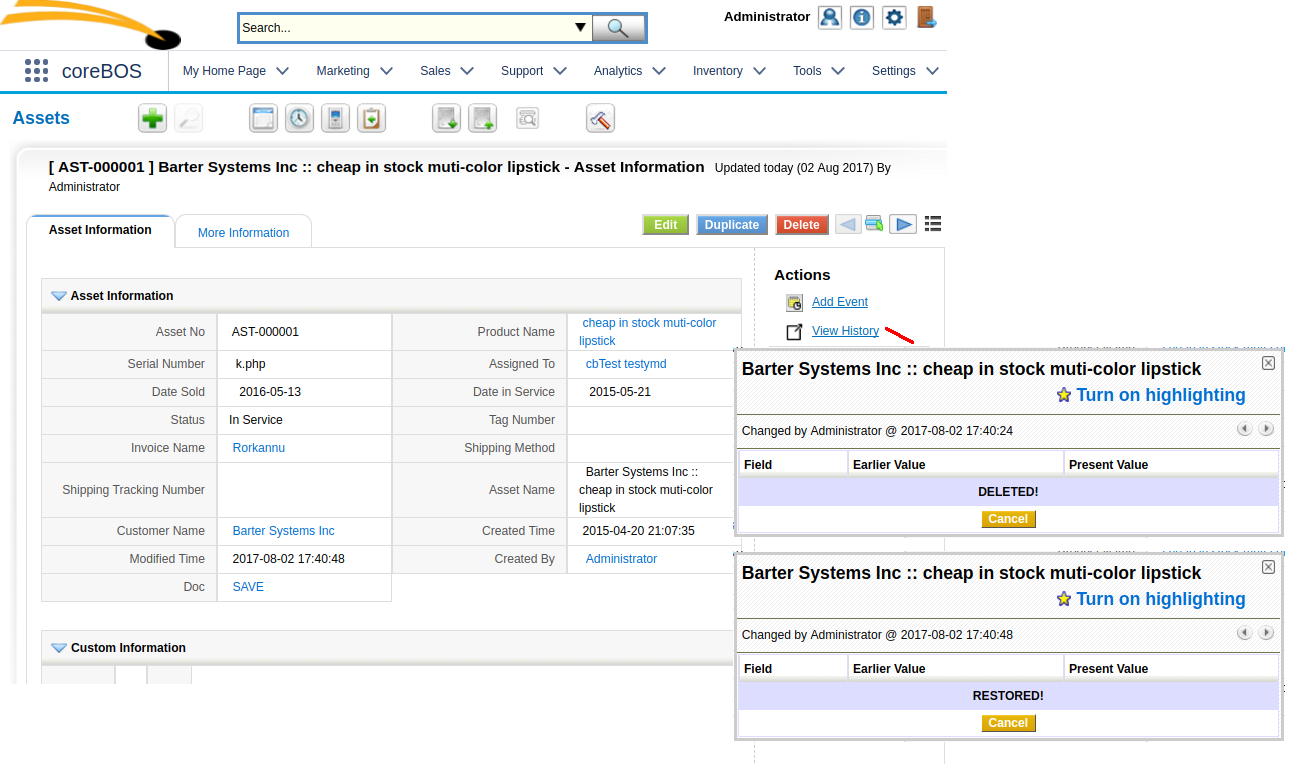 Search...
Administrator
coreBOS
My Home Page
Marketing
Sales
Support
Analytics
Inventory
Tools
Settings
Assets
[ AST-000001 ] Barter Systems Inc :: cheap in stock muti-color lipstick - Asset Information Updated today (02 Aug 2017) By
Administrator
Asset Information
More Information
Edit
Duplicate
Delete
Asset Information
Asset No
AST-000001
Product Name
cheap in stock muti-color
lipstick
Serial Number
k.php
Assigned To
cbTest testymd
Date Sold
2016-05-13
Date in Service
2015-05-21
Status
In Service
Tag Number
Invoice Name
Rorkannu
Shipping Method
Shipping Tracking Number
Asset Name
Barter Systems Inc ::
cheap in stock muti-color
lipstick
Customer Name
Barter Systems Inc
Created Time
2015-04-20 21:07:35
Modified Time
2017-08-02 17:40:48
Created By
Administrator
Doc
SAVE
Custom Information
Actions
Add Event
View History
Barter Systems Inc :: cheap in stock muti-color lipstick
Turn on highlighting
Changed by Administrator @ 2017-08-02 17:40:24
Field
Earlier Value
Present Value
DELETED!
Cancel
Barter Systems Inc :: cheap in stock muti-color lipstick
Turn on highlighting
Changed by Administrator @ 2017-08-02 17:40:48
Field
Earlier Value
Present Value
RESTORED!
Cancel